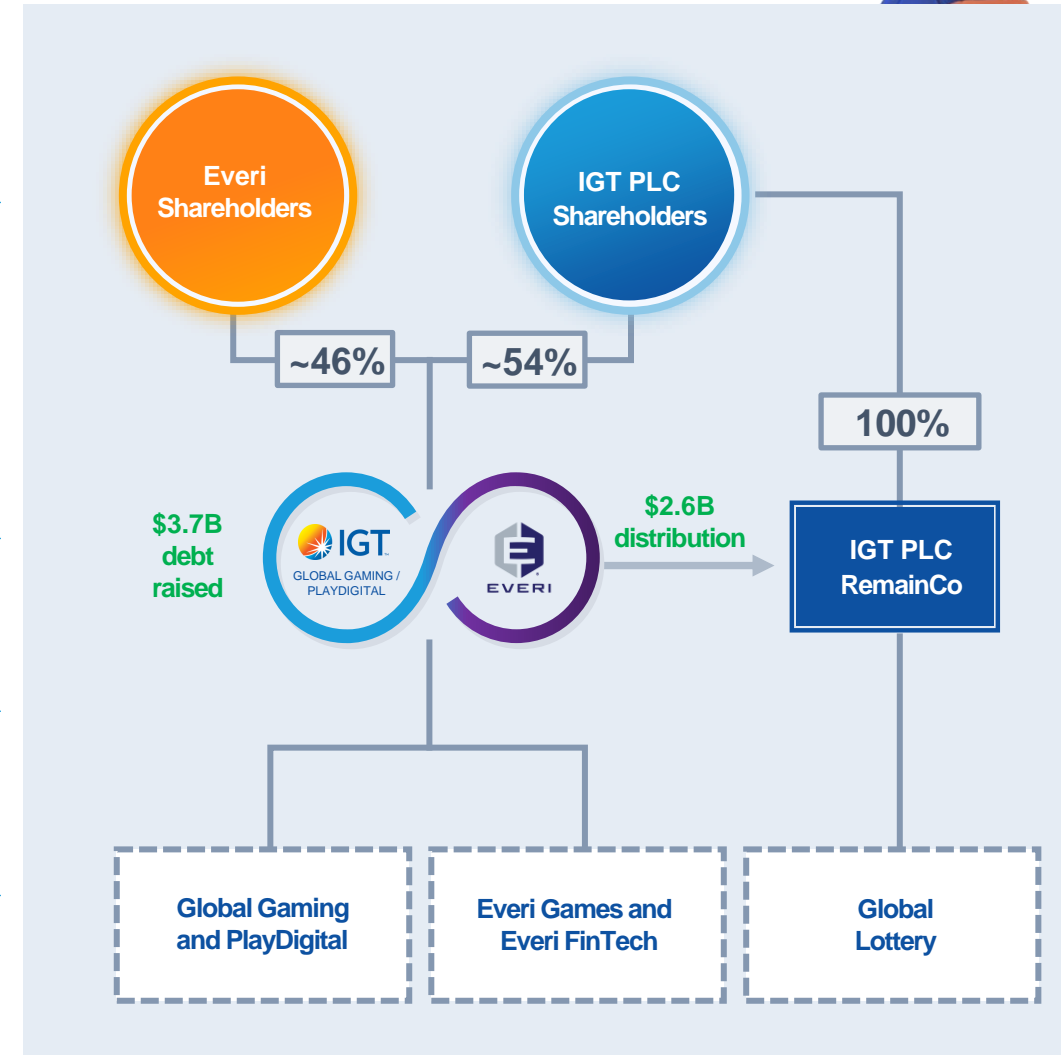 Everi
Shareholders
IGT PLC
Shareholders
~46%
~54%
100%
$3.7B
debt
raised
IGT
GLOBAL GAMING /
PLAYDIGITAL
EVERI
$2.6B
distribution
IGT PLC
RemainCo
Global Gaming
and PlayDigital
Everi Games and
Everi FinTech
Global
Lottery